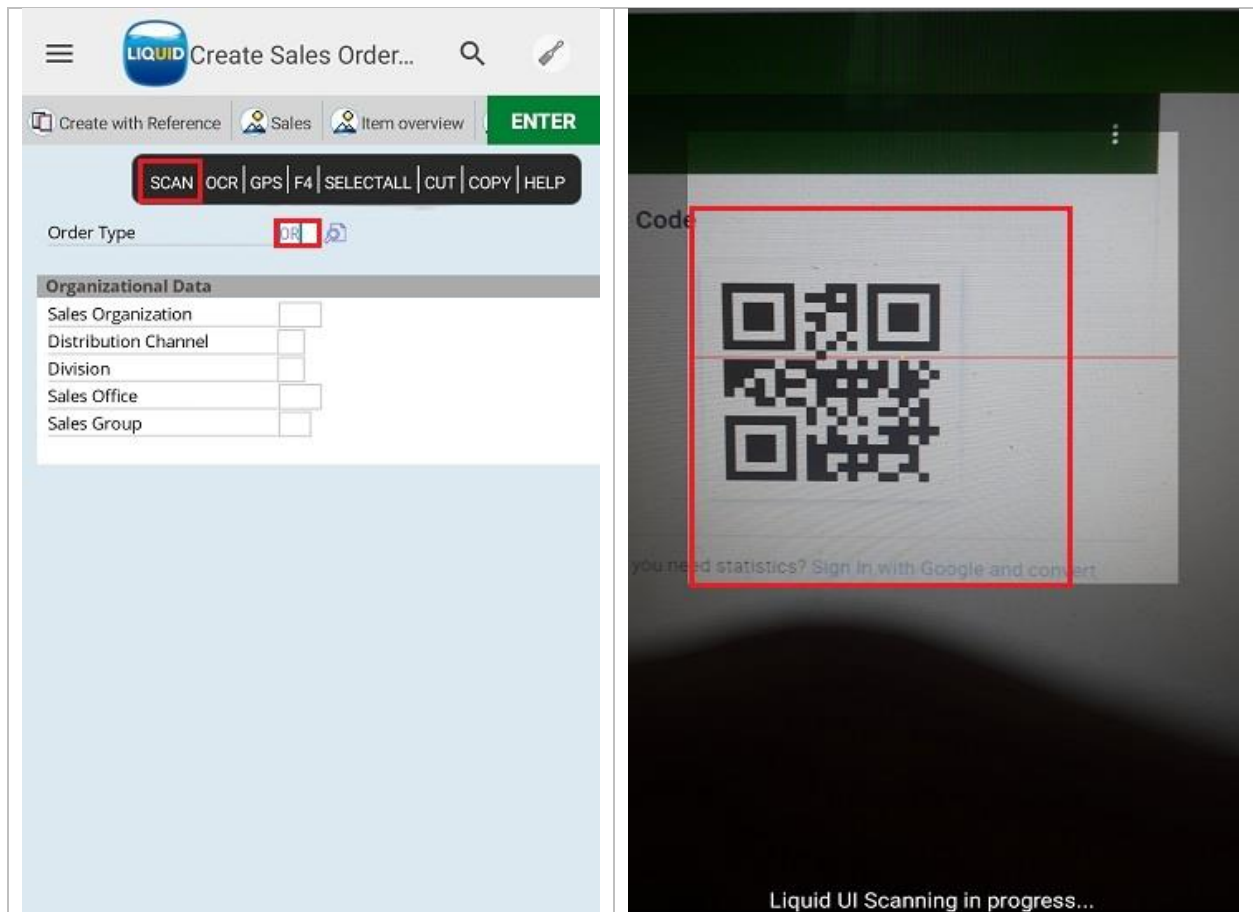 LIQUID Create Sales Order...
Create with Reference Sales Item overview ENTER
SCAN OCR GPS F4 SELECTALL CUT COPY HELP
Order Type OR
Organizational Data
Sales Organization
Distribution Channel
Division
Sales Office
Sales Group
Code
you need statistics? Sign In with Google and convert
Liquid UI Scanning in progress...